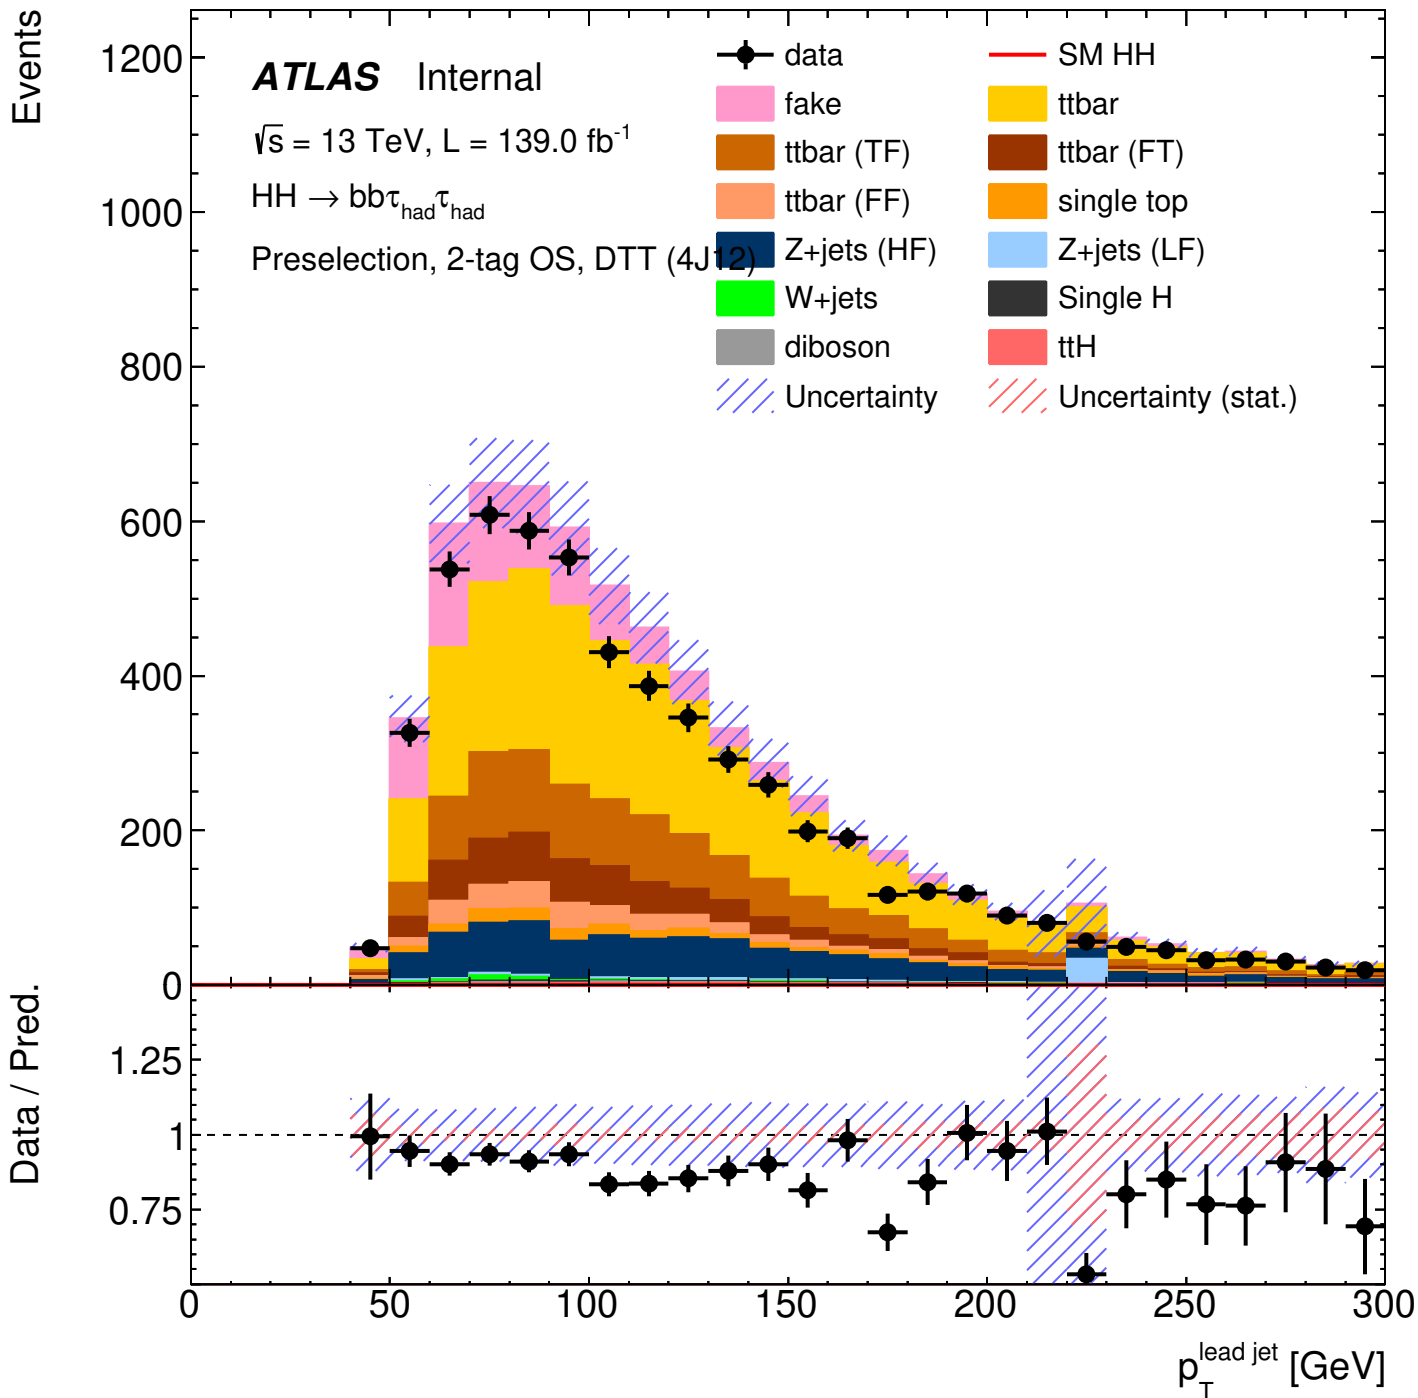 Events
1200
1000
800
600
400
200
0
ATLAS Internal
√s = 13 TeV, L = 139.0 fb⁻¹
HH → bbτhadτhad
Preselection, 2-tag OS, DTT (4J12)
data
SM HH
fake
ttbar
ttbar (TF)
ttbar (FT)
ttbar (FF)
single top
Z+jets (HF)
Z+jets (LF)
W+jets
Single H
diboson
ttH
Uncertainty
Uncertainty (stat.)
Data / Pred.
1.25
1
0.75
0 50 100 150 200 250 300
pT lead jet [GeV]